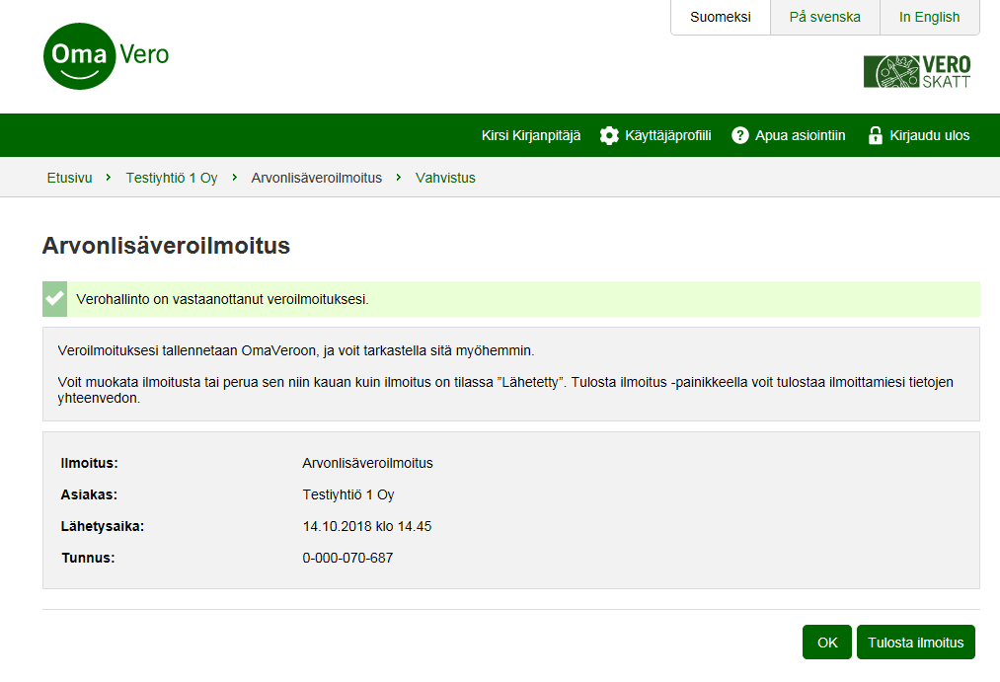 Suomeksi På svenska In English
Oma Vero
VERO
SKATT
Kirsi Kirjanpitäjä Käyttäjäprofiili ? Apua asiointiin Kirjaudu ulos
Etusivu > Testiyhtiö 1 Oy > Arvonlisäveroilmoitus > Vahvistus
Arvonlisäveroilmoitus
Verohallinto on vastaanottanut veroilmoituksesi.
Veroilmoituksesi tallennetaan OmaVeroon, ja voit tarkastella sitä myöhemmin.
Voit muokata ilmoitusta tai perua sen niin kauan kuin ilmoitus on tilassa ”Lähetetty”. Tulosta ilmoitus -painikkeella voit tulostaa ilmoittamiesi tietojen
yhteenvedon.
Ilmoitus: Arvonlisäveroilmoitus
Asiakas: Testiyhtiö 1 Oy
Lähetysaika: 14.10.2018 klo 14.45
Tunnus: 0-000-070-687
OK Tulosta ilmoitus